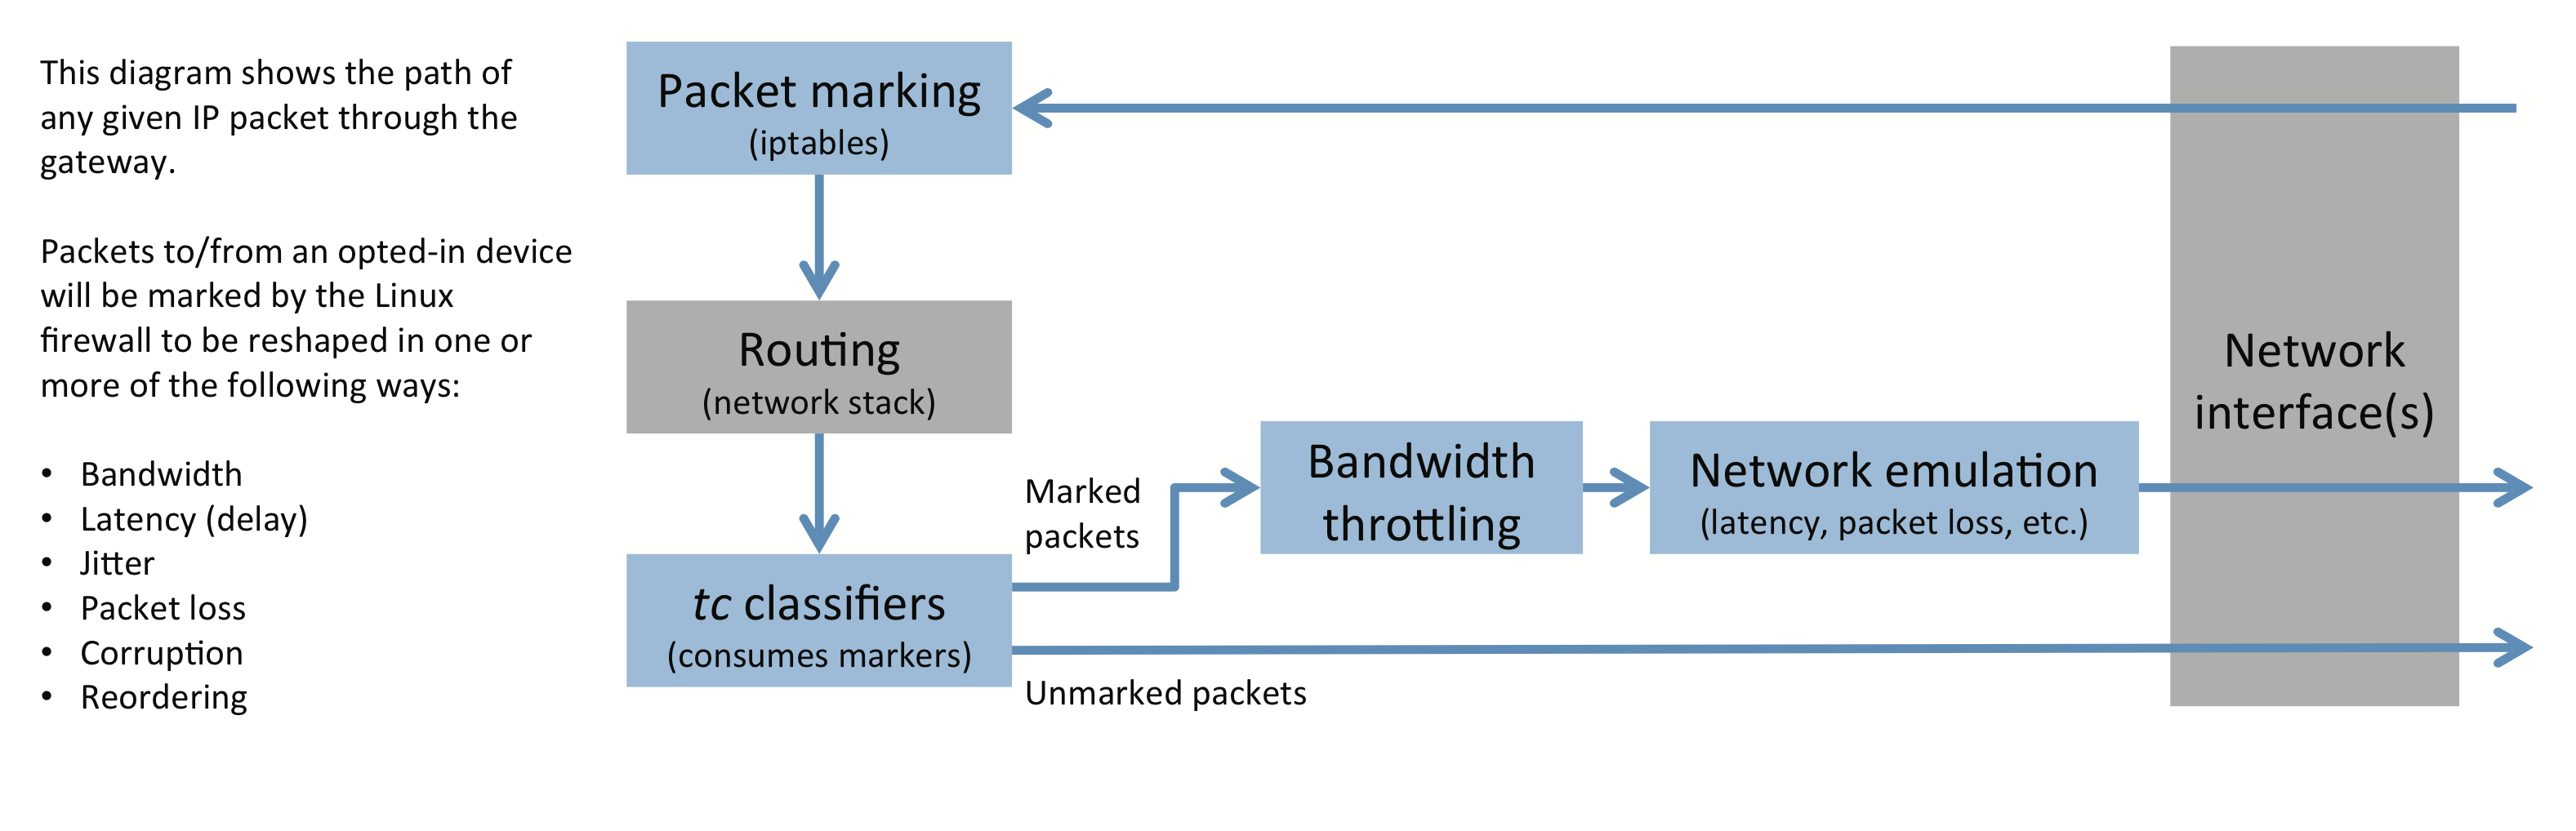 This diagram shows the path of
any given IP packet through the
gateway.
Packets to/from an opted-in device
will be marked by the Linux
firewall to be reshaped in one or
more of the following ways:
• Bandwidth
• Latency (delay)
• Jitter
• Packet loss
• Corruption
• Reordering
Packet marking
(iptables)
Routing
(network stack)
tc classifiers
(consumes markers)
Marked
packets
Unmarked packets
Bandwidth
throttling
Network emulation
(latency, packet loss, etc.)
Network
interface(s)